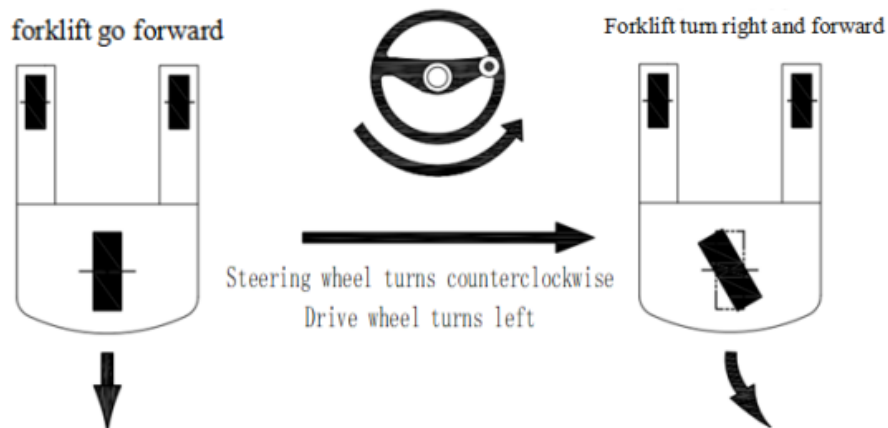 forklift go forward
Forklift turn right and forward
Steering wheel turns counterclockwise
Drive wheel turns left